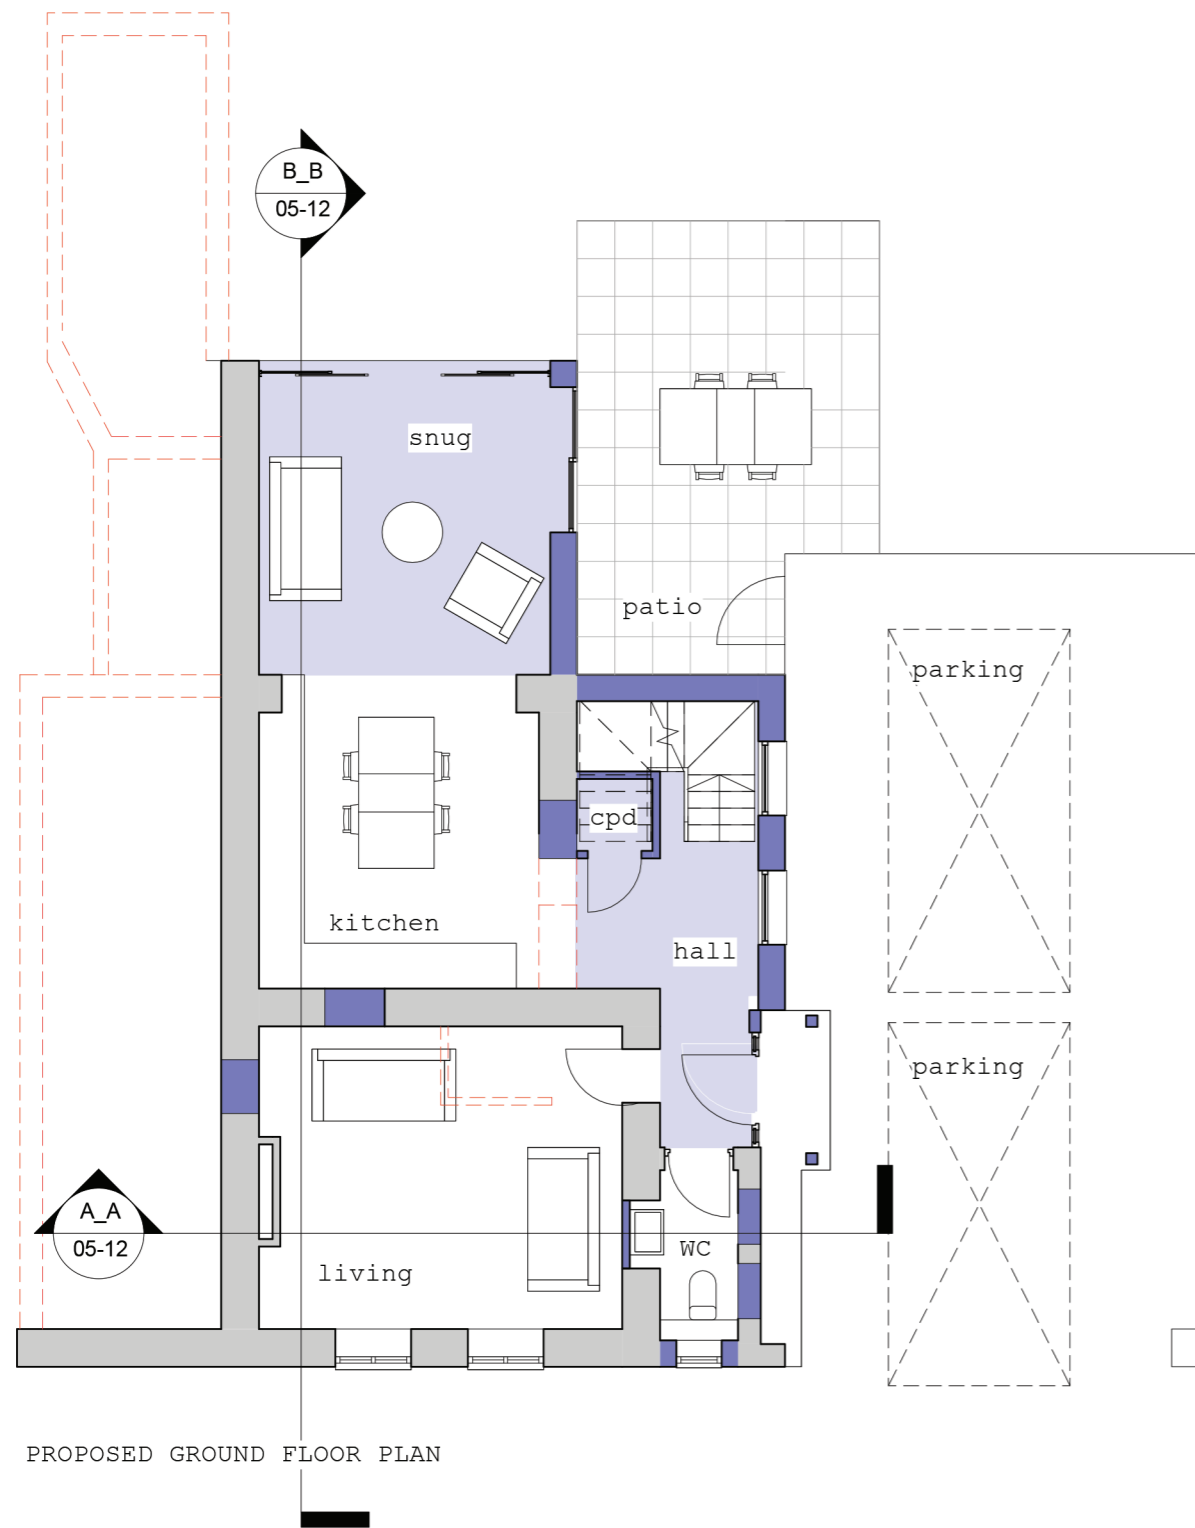 B_B
05-12
snug
patio
parking
cpd
kitchen
hall
parking
A_A
05-12
WC
living
PROPOSED GROUND FLOOR PLAN